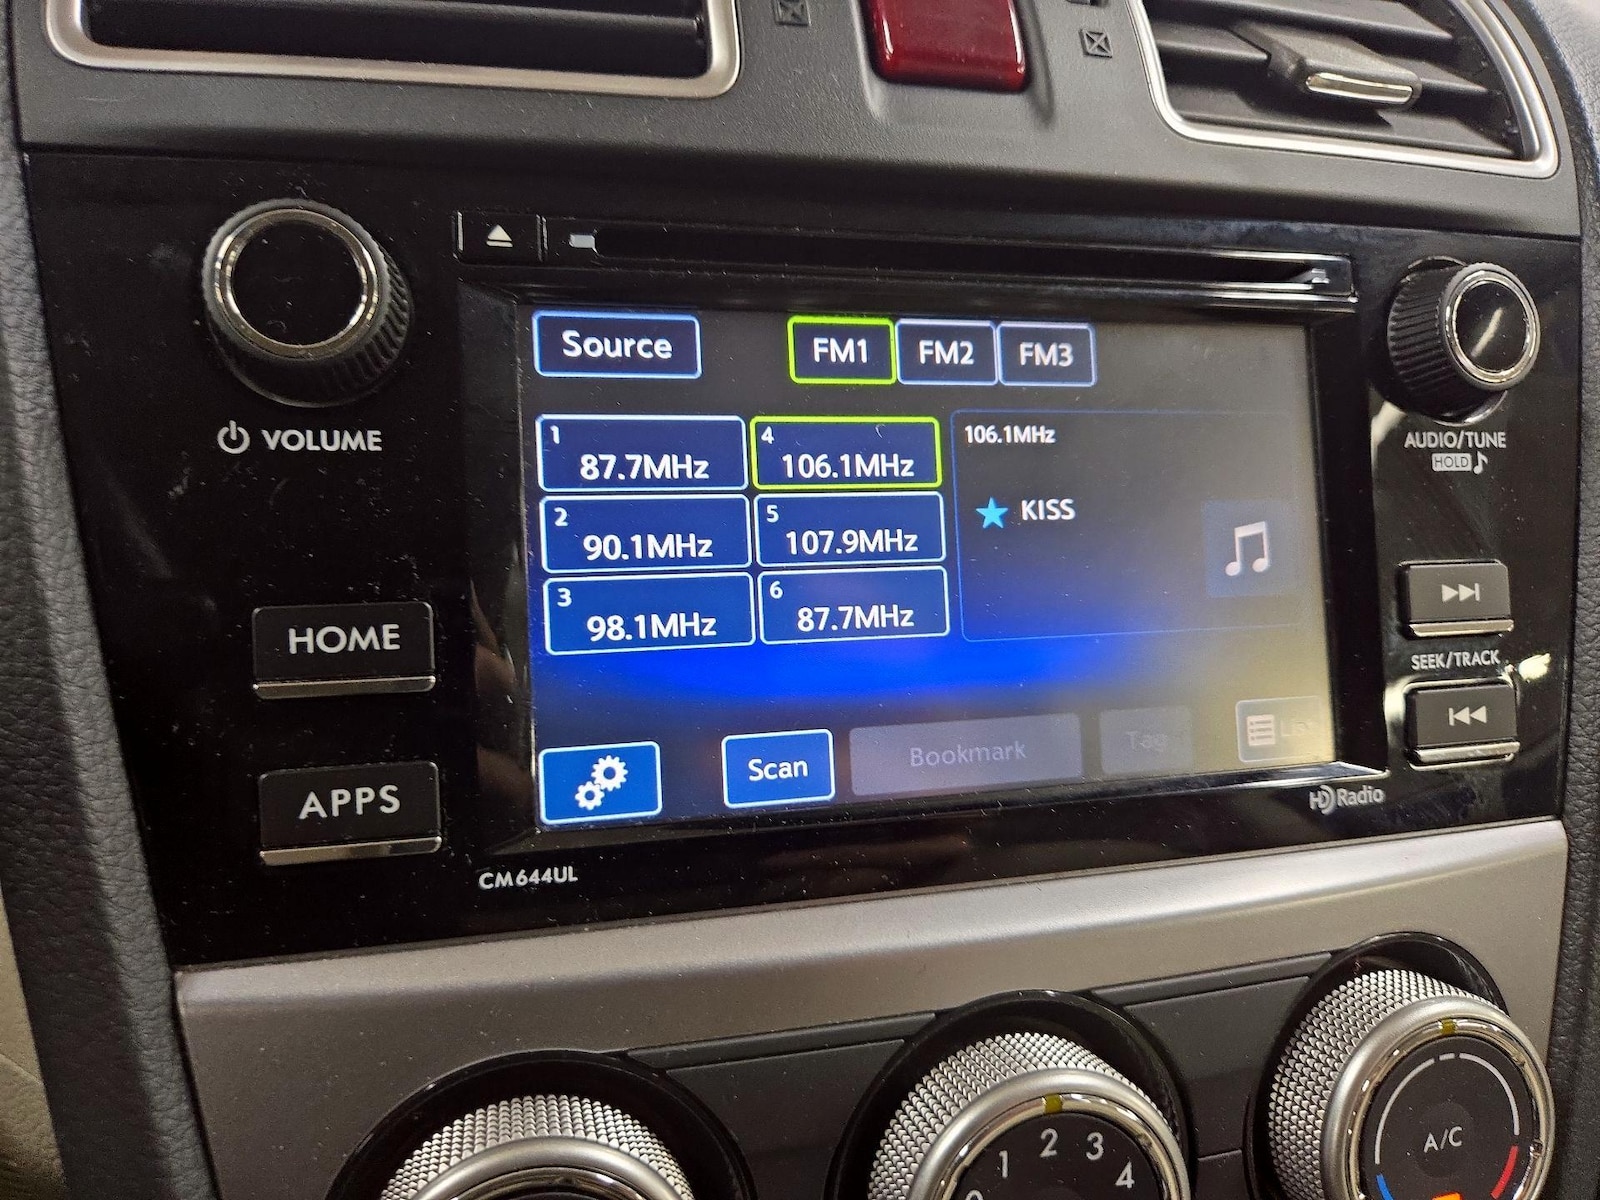 Source
FM1 FM2 FM3
1 87.7MHz
4 106.1MHz
106.1MHz
2 90.1MHz
5 107.9MHz
KISS
3 98.1MHz
6 87.7MHz
Scan
Bookmark
Tag
VOLUME
HOME
APPS
CM644UL
AUDIO/TUNE
HOLD
SEEK/TRACK
HD Radio
0 1 2 3 4
A/C